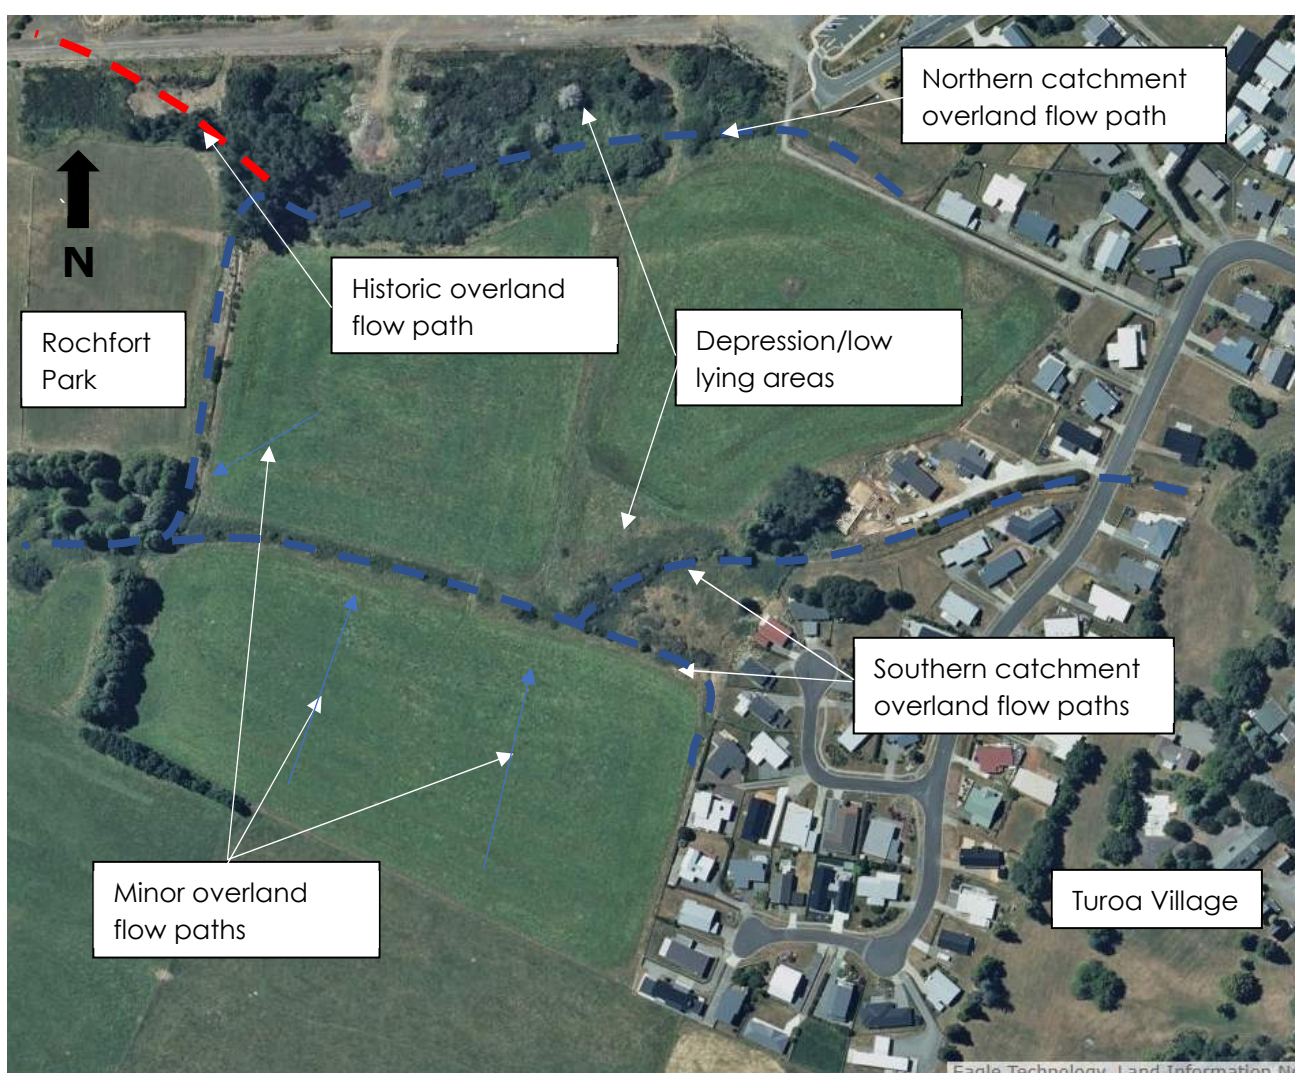 Northern catchment
overland flow path
N
Historic overland
flow path
Rochfort
Park
Depression/low
lying areas
Southern catchment
overland flow paths
Minor overland
flow paths
Turoa Village
Eagle Technology, Land Information Ne